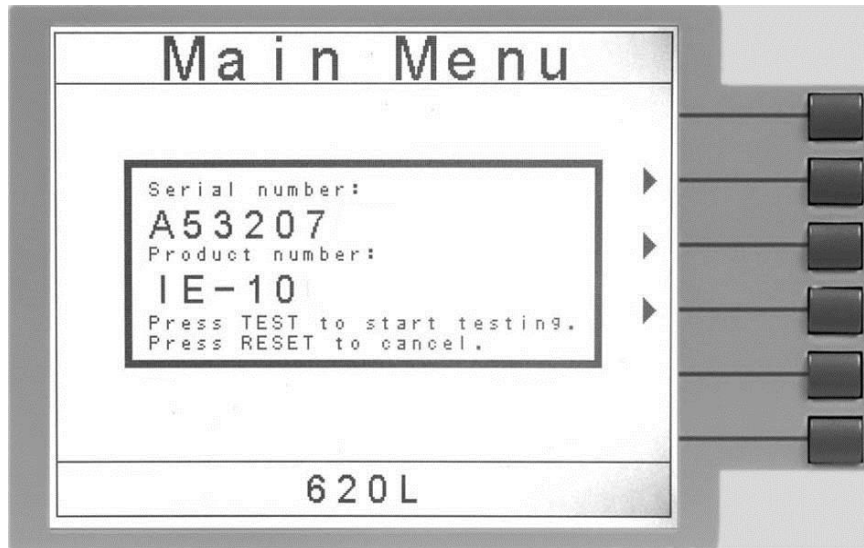 Main Menu
Serial number:
A53207
Product number:
IE-10
Press TEST to start testing.
Press RESET to cancel.
620L